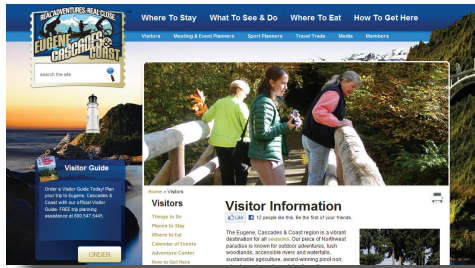 REAL ADVENTURES. REAL CLOSE.
EUGENE
CASCADES &
COAST
search the site
Where To Stay What To See & Do Where To Eat How To Get Here
Visitors Meeting & Event Planners Sport Planners Travel Trade Media Members
Visitor Guide
Order a Visitor Guide Today! Plan
your trip to Eugene, Cascades &
Coast with our official Visitor
Guide. FREE trip planning
assistance at 800.547.5445.
ORDER
Home » Visitors
Visitors
Things to Do
Places to Stay
Where to Eat
Calendar of Events
Adventure Center
How to Get Here
Visitor Information
Like 12 people like this. Be the first of your friends.
The Eugene, Cascades & Coast region is a vibrant
destination for all seasons. Our piece of Northwest
paradise is known for outdoor adventures, lush
woodlands, accessible rivers and waterfalls,
sustainable agriculture, award-winning pinot noir,